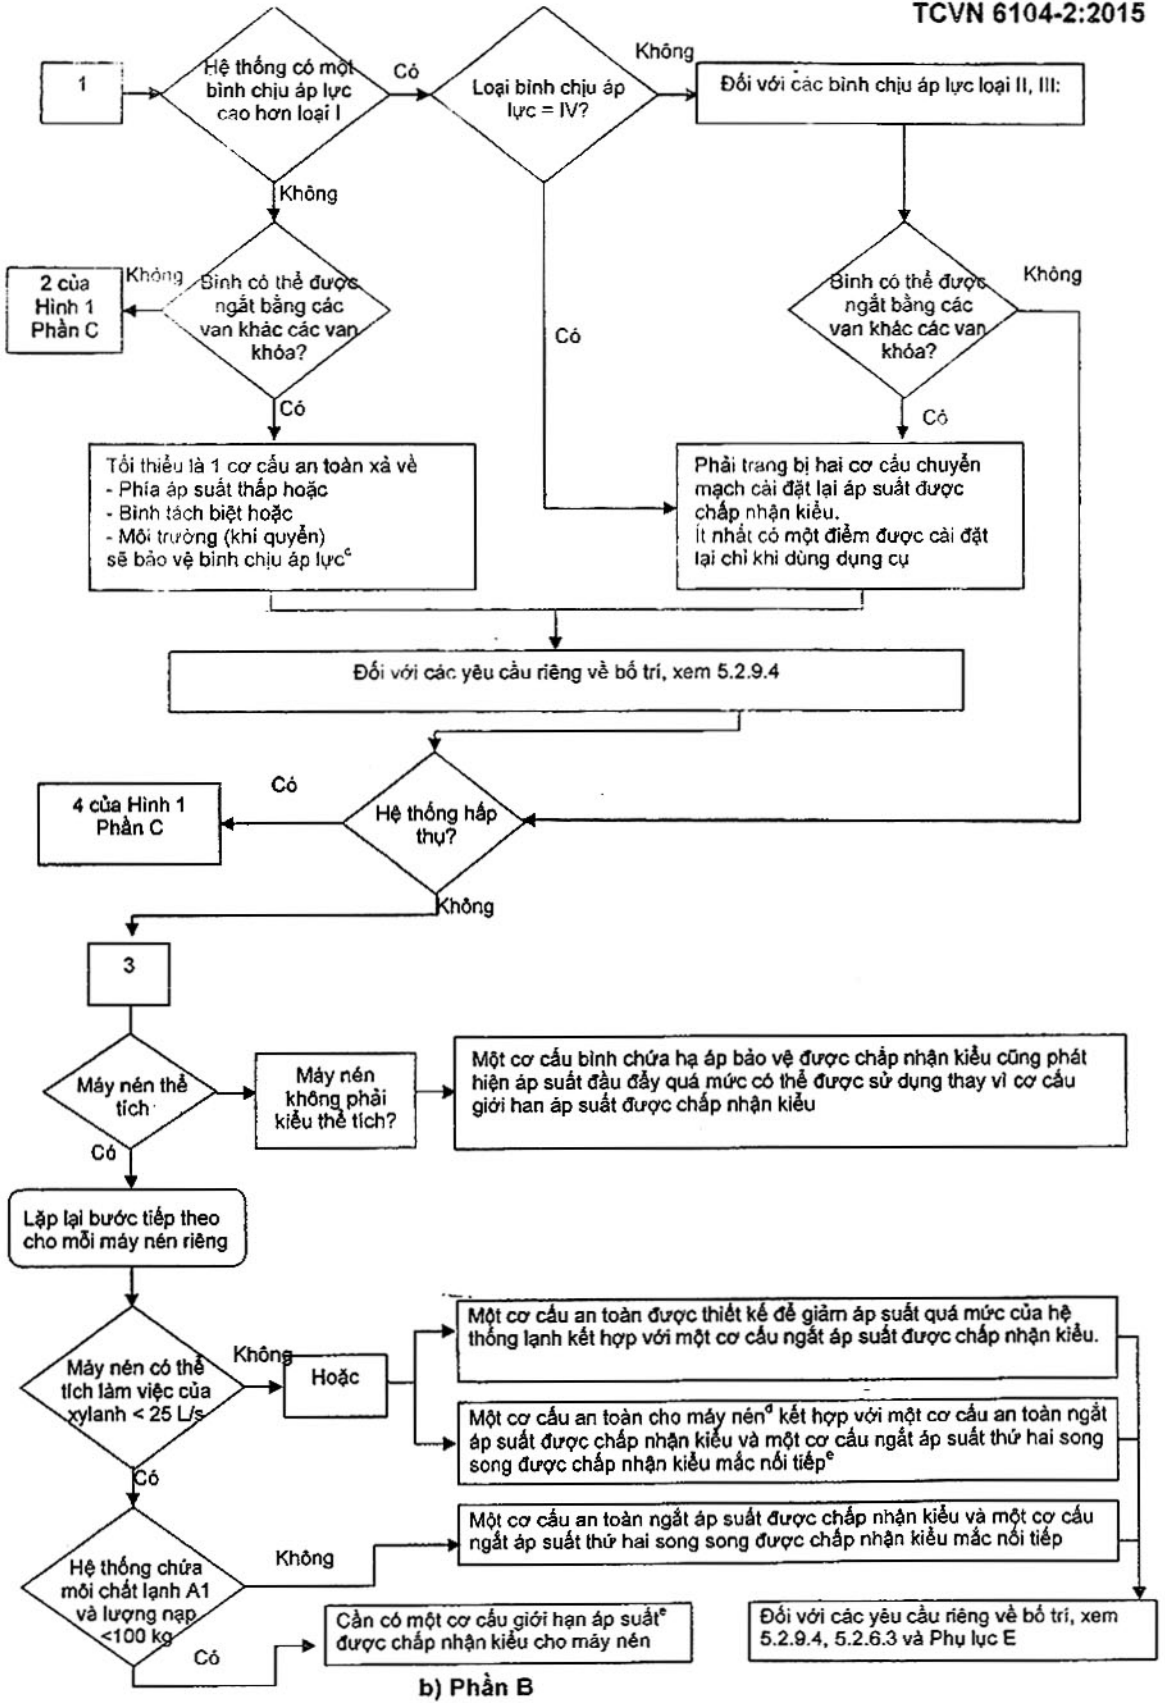 TCVN 6104-2:2015
1
Hệ thống có một
bình chịu áp lực
cao hơn loại I
Có
Loại bình chịu áp
lực = IV?
Không
Đối với các bình chịu áp lực loại II, III:
Không
2 của
Hình 1
Phần C
Không
Bình có thể được
ngắt bằng các
van khác các van
khóa?
Có
Có
Bình có thể được
ngắt bằng các
van khác các van
khóa?
Không
Có
Tối thiểu là 1 cơ cấu an toàn xả về
- Phía áp suất thấp hoặc
- Bình tách biệt hoặc
- Môi trường (khí quyển)
sẽ bảo vệ bình chịu áp lựcᶜ
Phải trang bị hai cơ cấu chuyển
mạch cài đặt lại áp suất được
chấp nhận kiểu.
Ít nhất có một điểm được cài đặt
lại chỉ khi dùng dụng cụ
Đối với các yêu cầu riêng về bố trí, xem 5.2.9.4
Có
4 của Hình 1
Phần C
Hệ thống hấp
thụ?
Không
3
Máy nén thể
tích
Máy nén
không phải
kiểu thể tích?
Một cơ cấu bình chứa hạ áp bảo vệ được chấp nhận kiểu cũng phát
hiện áp suất đầu đẩy quá mức có thể được sử dụng thay vì cơ cấu
giới hạn áp suất được chấp nhận kiểu
Có
Lặp lại bước tiếp theo
cho mỗi máy nén riêng
Máy nén có thể
tích làm việc của
xylanh < 25 L/s
Không
Hoặc
Một cơ cấu an toàn được thiết kế để giảm áp suất quá mức của hệ
thống lạnh kết hợp với một cơ cấu ngắt áp suất được chấp nhận kiểu.
Một cơ cấu an toàn cho máy nénᵈ kết hợp với một cơ cấu an toàn ngắt
áp suất được chấp nhận kiểu và một cơ cấu ngắt áp suất thứ hai song
song được chấp nhận kiểu mắc nối tiếpᵉ
Có
Một cơ cấu an toàn ngắt áp suất được chấp nhận kiểu và một cơ cấu
ngắt áp suất thứ hai song song được chấp nhận kiểu mắc nối tiếp
Hệ thống chứa
môi chất lạnh A1
và lượng nạp
<100 kg
Không
Có
Cần có một cơ cấu giới hạn áp suấtᵉ
được chấp nhận kiểu cho máy nén
Đối với các yêu cầu riêng về bố trí, xem
5.2.9.4, 5.2.6.3 và Phụ lục E
b) Phần B